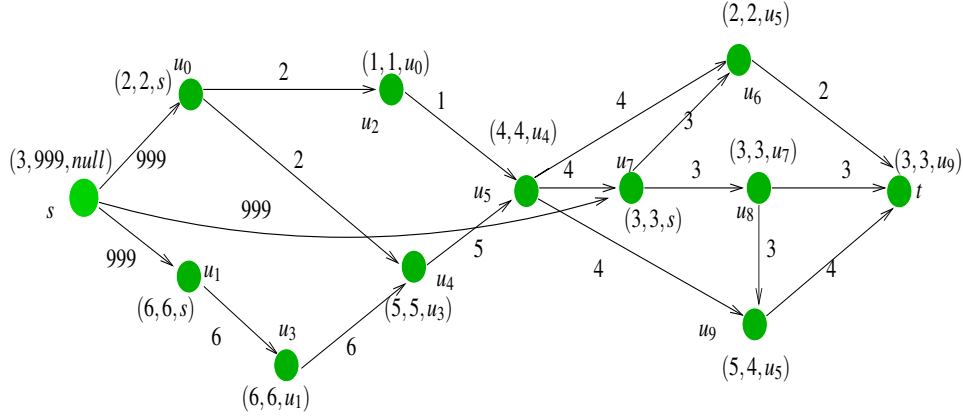 (2,2,u5)
u0
2
(1,1,u0)
(2,2,s)
u6
2
u2
1
4
3
(4,4,u4)
(3,999,null)
999
2
u7
(3,3,u7)
(3,3,u9)
s
999
u5
4
3
3
t
(3,3,s)
u8
999
u1
u4
5
4
3
4
(6,6,s)
(5,5,u3)
6
u3
6
u9
(6,6,u1)
(5,4,u5)